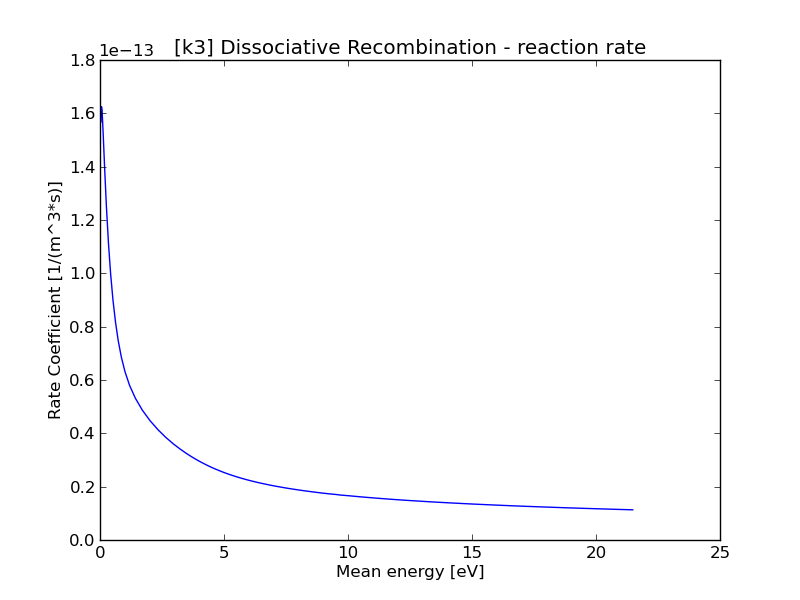 [k3] Dissociative Recombination - reaction rate
1e−13
1.8
1.6
1.4
1.2
1.0
0.8
0.6
0.4
0.2
0.0
Rate Coefficient [1/(m^3*s)]
0 5 10 15 20 25
Mean energy [eV]